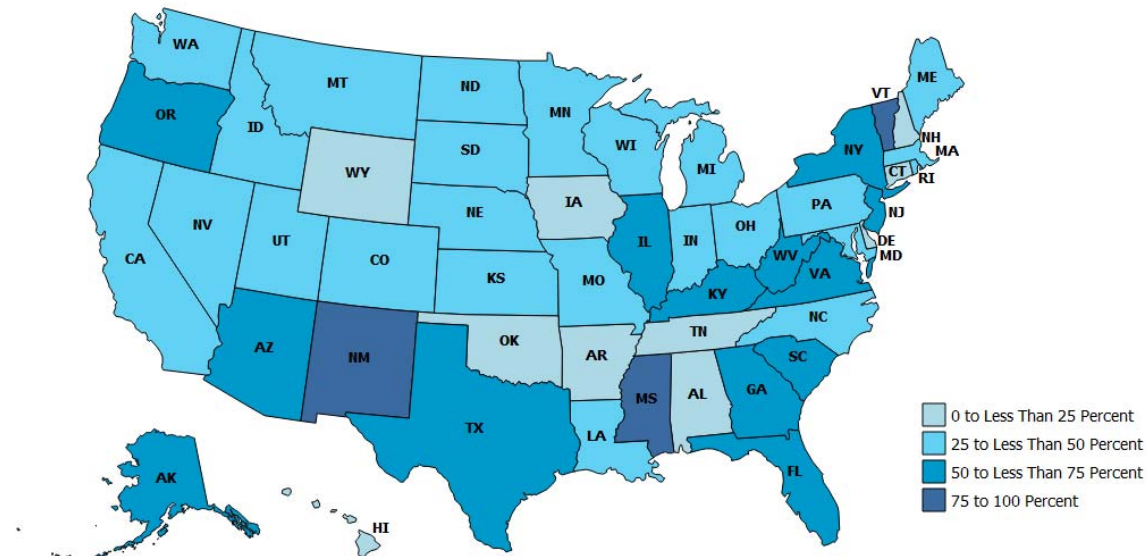 WA
MT
ND
MN
ME
VT
OR
ID
WI
NH
SD
MI
NY
MA
WY
CT
RI
IA
PA
NE
NJ
NV
IL
IN
OH
DE
UT
MD
CA
CO
WV
VA
KS
MO
KY
NC
TN
AZ
OK
NM
AR
SC
MS
AL
GA
TX
LA
FL
AK
HI
0 to Less Than 25 Percent
25 to Less Than 50 Percent
50 to Less Than 75 Percent
75 to 100 Percent